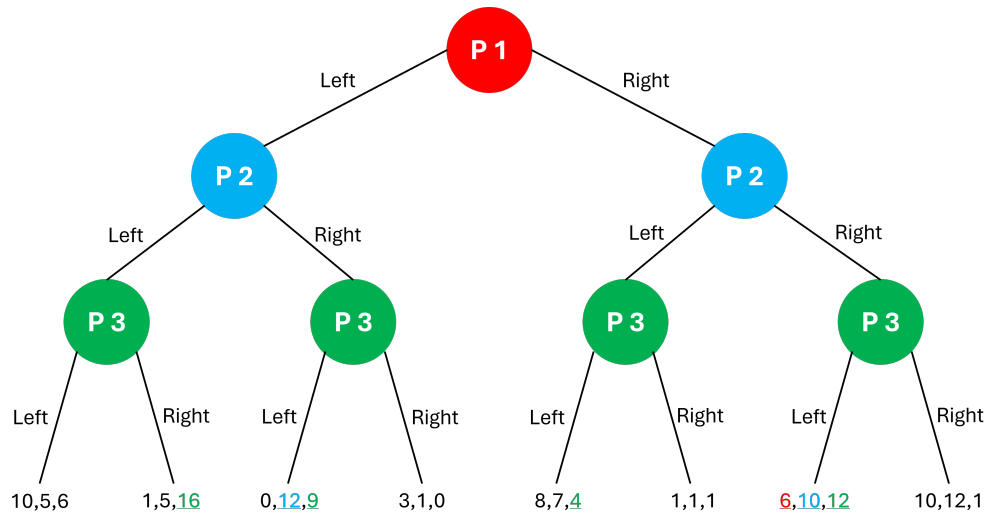 P 1
Left Right
P 2 P 2
Left Right Left Right
P 3 P 3 P 3 P 3
Left Right Left Right Left Right Left Right
10,5,6 1,5,16 0,12,9 3,1,0 8,7,4 1,1,1 6,10,12 10,12,1